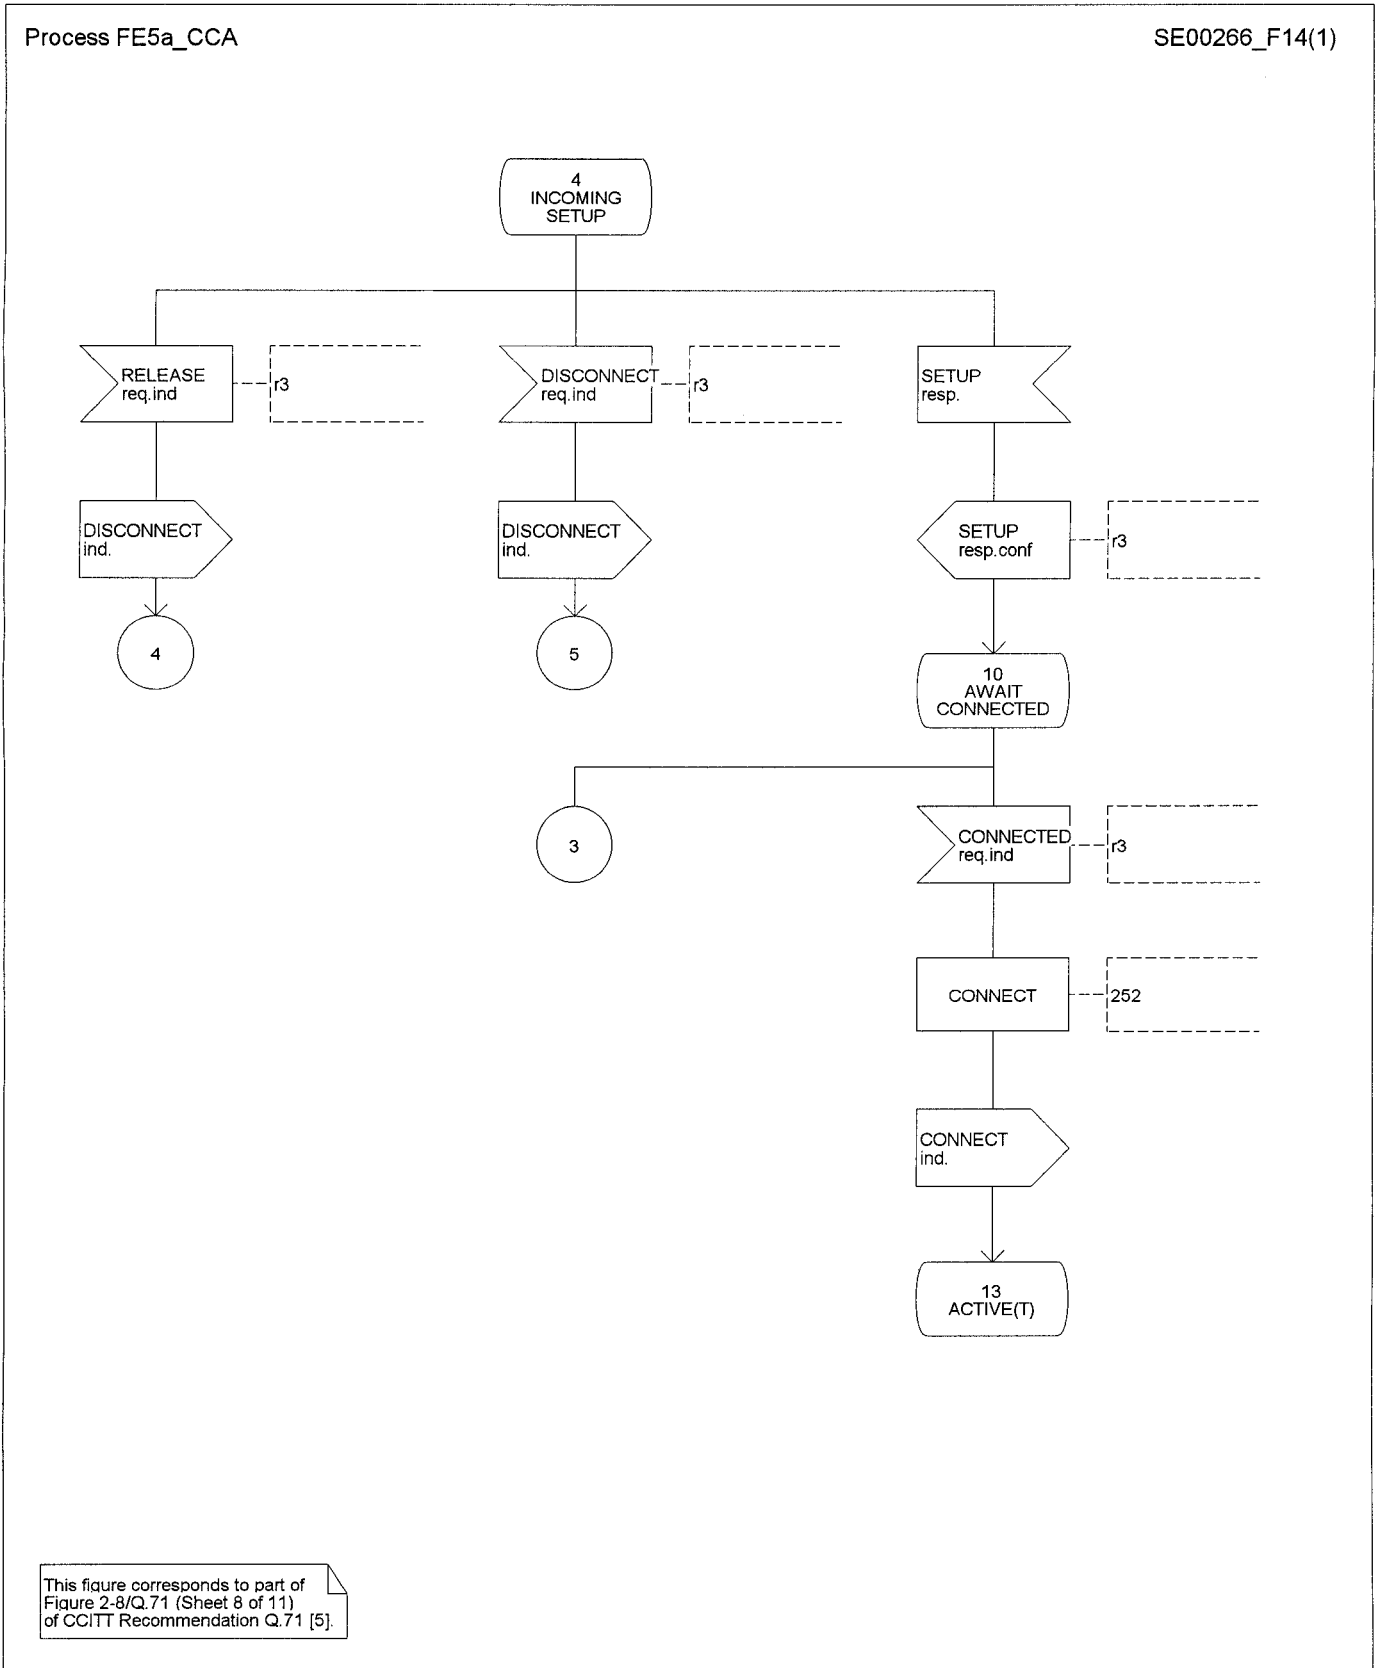 Process FE5a_CCA
SE00266_F14(1)
4
INCOMING
SETUP
RELEASE
req.ind
r3
DISCONNECT
req.ind
r3
SETUP
resp.
DISCONNECT
ind.
DISCONNECT
ind.
SETUP
resp.conf
r3
4
5
10
AWAIT
CONNECTED
3
CONNECTED
req.ind
r3
CONNECT
252
CONNECT
ind.
13
ACTIVE(T)
This figure corresponds to part of
Figure 2-8/Q.71 (Sheet 8 of 11)
of CCITT Recommendation Q.71 [5].